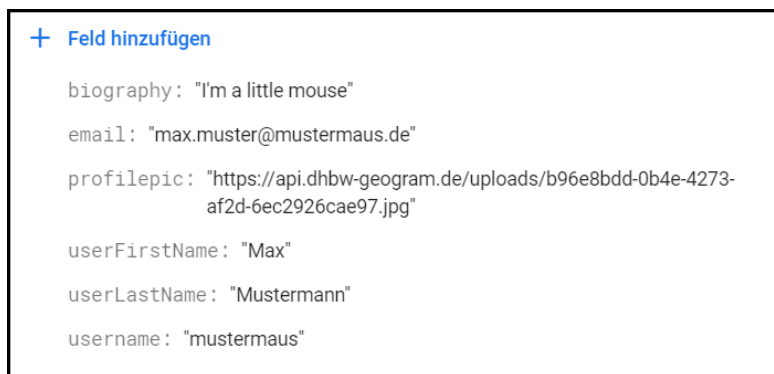 + Feld hinzufügen
biography: "I'm a little mouse"
email: "max.muster@mustermaus.de"
profilepic: "https://api.dhbw-geogram.de/uploads/b96e8bdd-0b4e-4273-
af2d-6ec2926cae97.jpg"
userFirstName: "Max"
userLastName: "Mustermann"
username: "mustermaus"